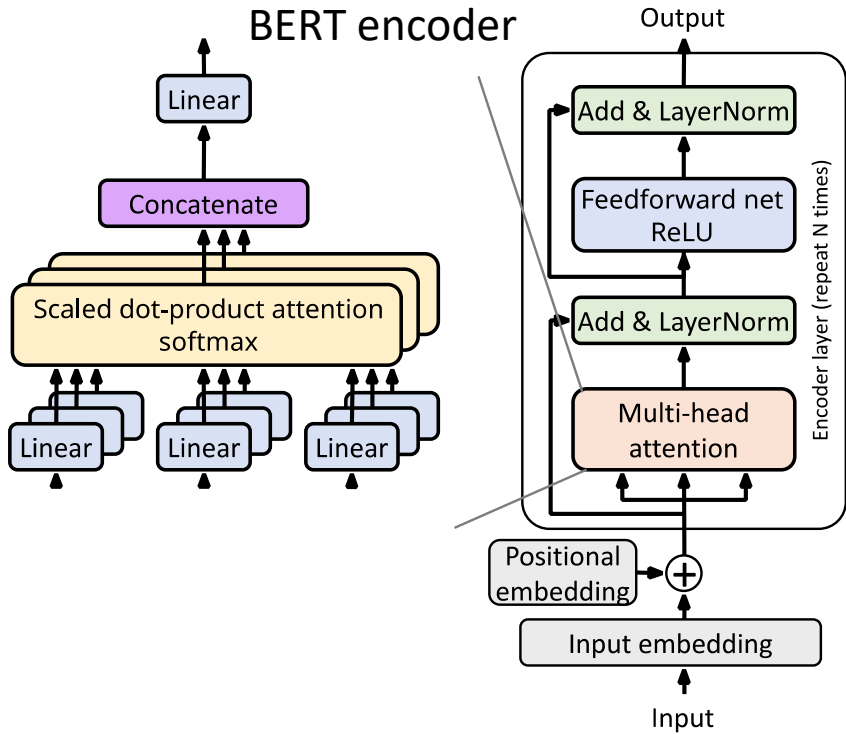 BERT encoder
Linear
Concatenate
Scaled dot-product attention
softmax
Linear
Linear
Linear
Output
Add & LayerNorm
Feedforward net
ReLU
Add & LayerNorm
Multi-head
attention
Encoder layer (repeat N times)
Positional
embedding
+
Input embedding
Input